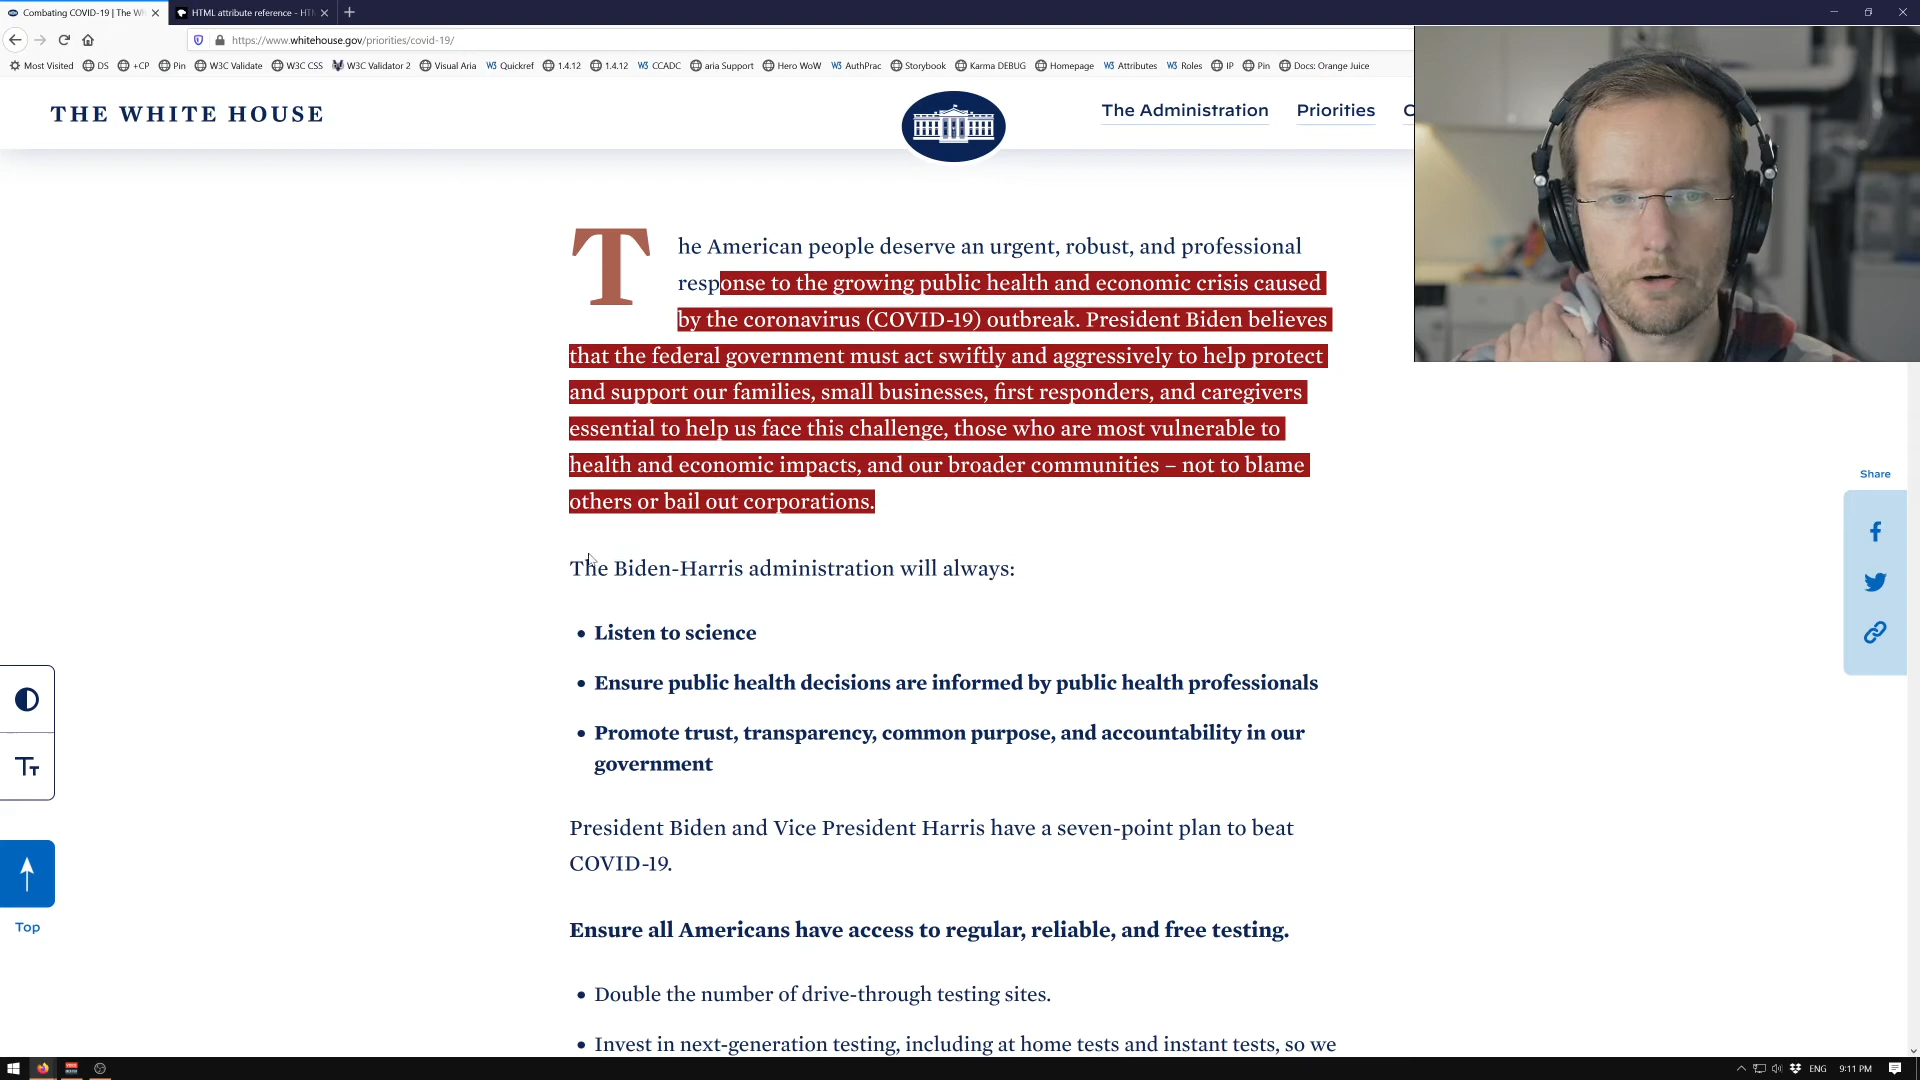 Combating COVID-19 | The Wh
HTML attribute reference - HTM
https://www.whitehouse.gov/priorities/covid-19/
Most Visited DS +CP Pin W3C Validate W3C CSS W3C Validator 2 Visual Aria Quickref 1.4.12 1.4.12 CCADC aria Support Hero WoW AuthPrac Storybook Karma DEBUG Homepage Attributes Roles IP Pin Docs: Orange Juice
THE WHITE HOUSE
The Administration Priorities
The American people deserve an urgent, robust, and professional
response to the growing public health and economic crisis caused
by the coronavirus (COVID-19) outbreak. President Biden believes
that the federal government must act swiftly and aggressively to help protect
and support our families, small businesses, first responders, and caregivers
essential to help us face this challenge, those who are most vulnerable to
health and economic impacts, and our broader communities – not to blame
others or bail out corporations.
The Biden-Harris administration will always:
• Listen to science
• Ensure public health decisions are informed by public health professionals
• Promote trust, transparency, common purpose, and accountability in our
government
President Biden and Vice President Harris have a seven-point plan to beat
COVID-19.
Ensure all Americans have access to regular, reliable, and free testing.
• Double the number of drive-through testing sites.
• Invest in next-generation testing, including at home tests and instant tests, so we
Share
Tт
Top
ENG 9:11 PM